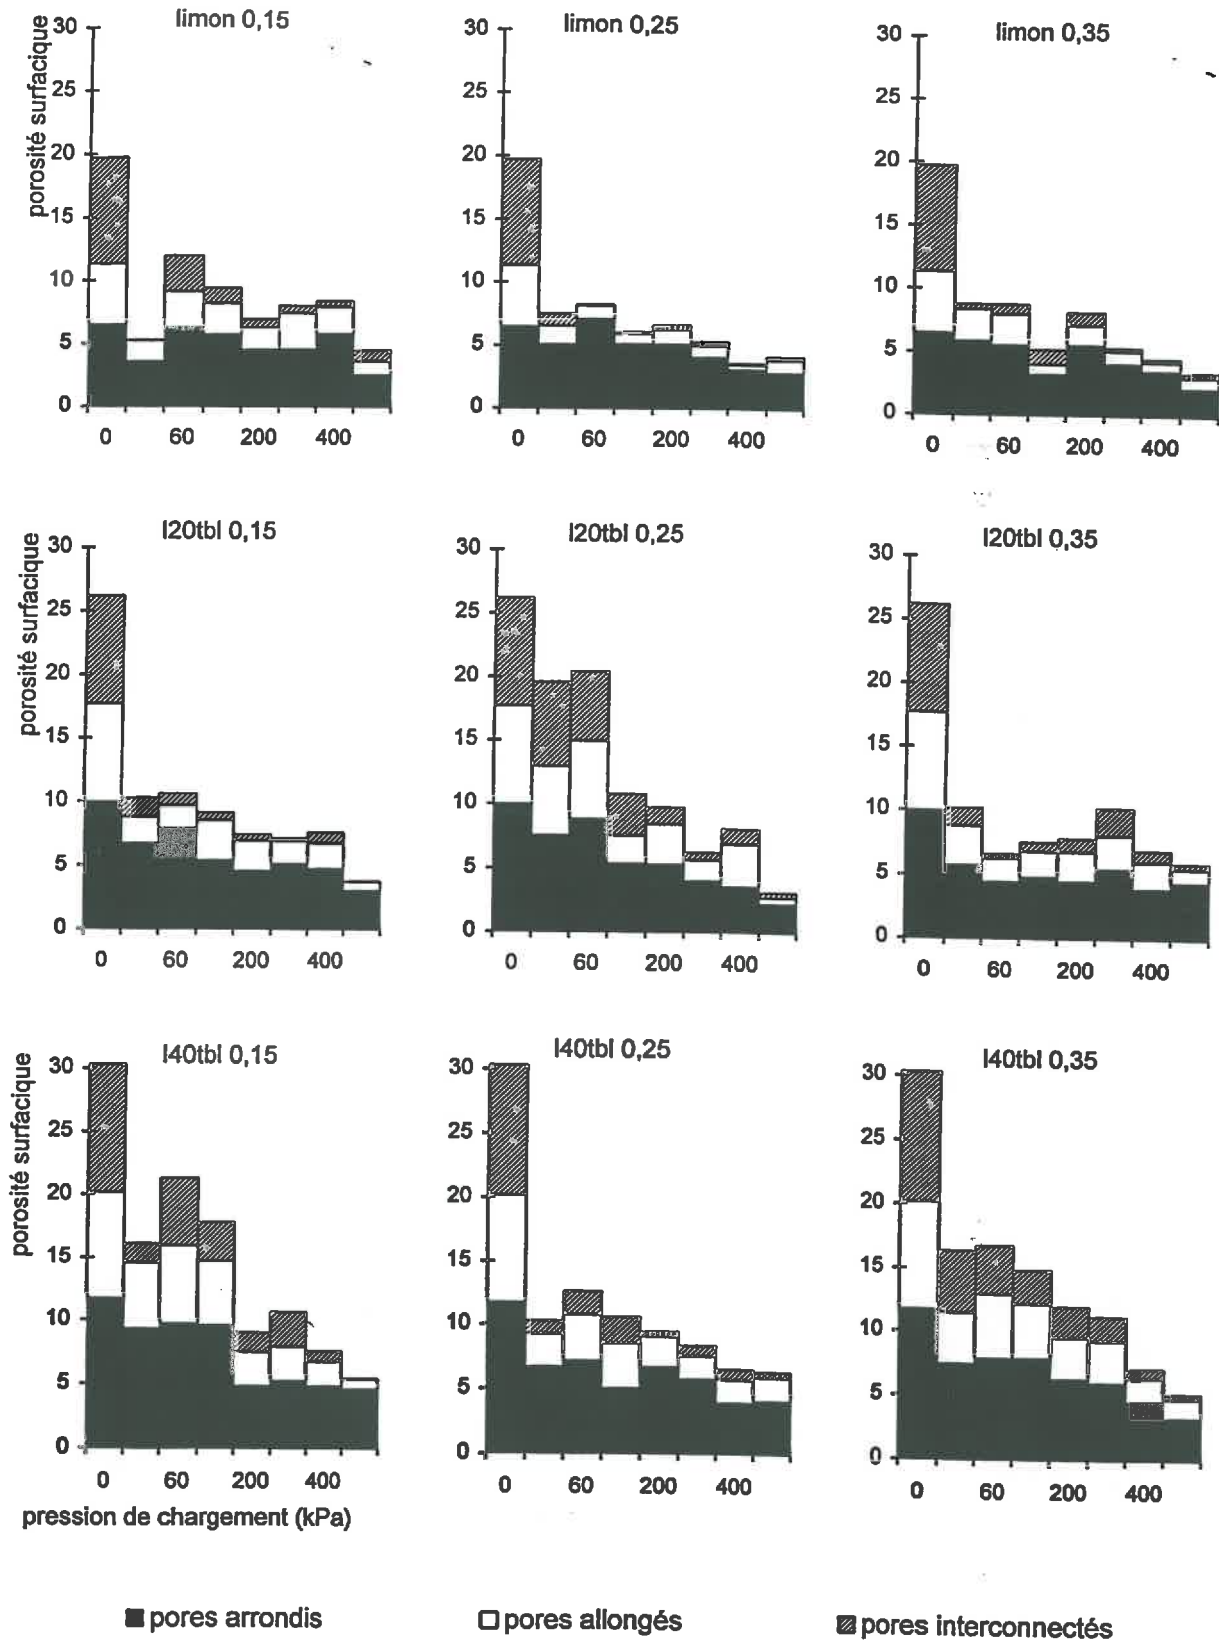 limon 0,15
porosité surfacique
30
25
20
15
10
5
0
0 60 200 400
limon 0,25
30
25
20
15
10
5
0
0 60 200 400
limon 0,35
30
25
20
15
10
5
0
0 60 200 400
l20tbl 0,15
porosité surfacique
30
25
20
15
10
5
0
0 60 200 400
l20tbl 0,25
30
25
20
15
10
5
0
0 60 200 400
l20tbl 0,35
30
25
20
15
10
5
0
0 60 200 400
l40tbl 0,15
porosité surfacique
30
25
20
15
10
5
0
0 60 200 400
pression de chargement (kPa)
l40tbl 0,25
30
25
20
15
10
5
0
0 60 200 400
l40tbl 0,35
30
25
20
15
10
5
0
0 60 200 400
pores arrondis
pores allongés
pores interconnectés